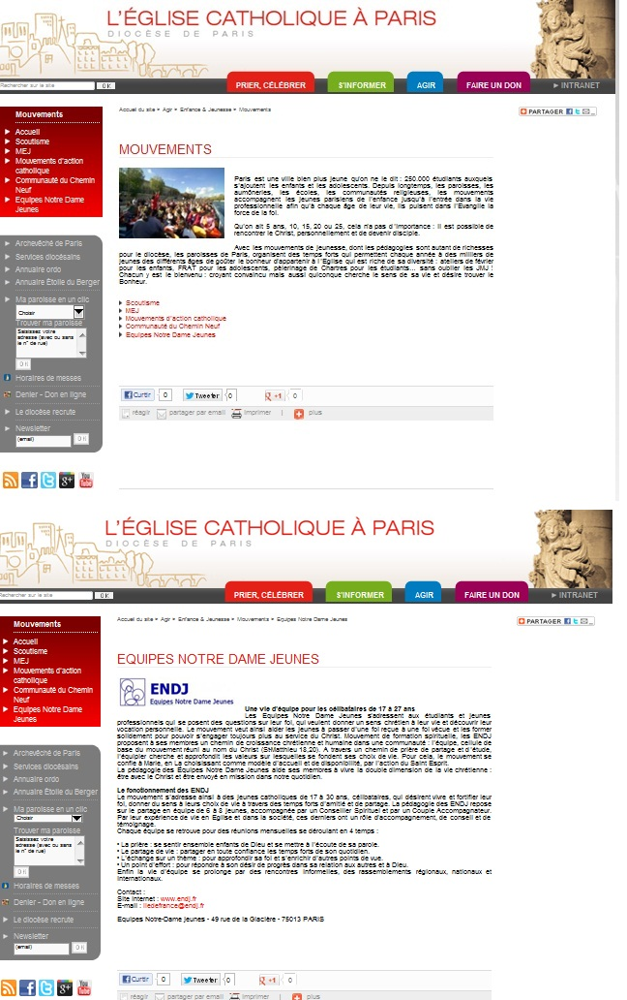 L'ÉGLISE CATHOLIQUE À PARIS
DIOCÈSE DE PARIS
Rechercher sur le site
OK
PRIER, CÉLÉBRER
S'INFORMER
AGIR
FAIRE UN DON
INTRANET
Mouvements
Accueil
Scoutisme
MEJ
Mouvements d'action
catholique
Communauté du Chemin
Neuf
Equipes Notre Dame
Jeunes
Archevêché de Paris
Services diocésains
Annuaire ordo
Annuaire Étoile du Berger
Ma paroisse en un clic
Choisir
Trouver ma paroisse
Saisissez votre
adresse (avec ou sans
le n° de rue)
OK
Horaires de messes
Denier - Don en ligne
Le diocèse recrute
Newsletter
(email)
OK
Accueil du site > Agir > Enfance & Jeunesse > Mouvements
PARTAGER
MOUVEMENTS
Paris est une ville bien plus jeune qu'on ne le dit : 250.000 étudiants auxquels
s'ajoutent les enfants et les adolescents. Depuis longtemps, les paroisses, les
aumôneries, les écoles, les communautés religieuses, les mouvements
accompagnent les jeunes parisiens de l'enfance jusqu'à l'entrée dans la vie
professionnelle afin qu'à chaque âge de leur vie, ils puisent dans l'Evangile la
force de la foi.
Qu'on ait 5 ans, 10, 15, 20 ou 25, cela n'a pas d'importance : il est possible de
rencontrer le Christ, personnellement et de devenir disciple.
Avec les mouvements de jeunesse, dont les pédagogies sont autant de richesses
pour le diocèse, les paroisses de Paris, organisent des temps forts qui permettent chaque année à des milliers de
jeunes des différents âges de goûter le bonheur d'appartenir à l'Eglise qui est riche de sa diversité : ateliers de février
pour les enfants, FRAT pour les adolescents, pèlerinage de Chartres pour les étudiants... sans oublier les JMJ !
Chacun y est le bienvenu : croyant convaincu mais aussi quiconque cherche le sens de sa vie et désire trouver le
Bonheur.
Scoutisme
MEJ
Mouvements d'action catholique
Communauté du Chemin Neuf
Equipes Notre Dame Jeunes
Curtir 0 Tweeter 0 +1 0
réagir partager par email imprimer | plus
L'ÉGLISE CATHOLIQUE À PARIS
DIOCÈSE DE PARIS
Rechercher sur le site
OK
PRIER, CÉLÉBRER
S'INFORMER
AGIR
FAIRE UN DON
INTRANET
Mouvements
Accueil
Scoutisme
MEJ
Mouvements d'action
catholique
Communauté du Chemin
Neuf
Equipes Notre Dame
Jeunes
Archevêché de Paris
Services diocésains
Annuaire ordo
Annuaire Étoile du Berger
Ma paroisse en un clic
Choisir
Trouver ma paroisse
Saisissez votre
adresse (avec ou sans
le n° de rue)
OK
Horaires de messes
Denier - Don en ligne
Le diocèse recrute
Newsletter
(email)
OK
Accueil du site > Agir > Enfance & Jeunesse > Mouvements > Equipes Notre Dame Jeunes
PARTAGER
EQUIPES NOTRE DAME JEUNES
ENDJ
Equipes Notre Dame Jeunes
Une vie d'équipe pour les célibataires de 17 à 27 ans
Les Equipes Notre Dame Jeunes s'adressent aux étudiants et jeunes
professionnels qui se posent des questions sur leur foi, qui veulent donner un sens chrétien à leur vie et découvrir leur
vocation personnelle. Le mouvement veut ainsi aider les jeunes à passer d'une foi reçue à une foi vécue et les former
solidement pour pouvoir s'engager toujours plus au service du Christ. Mouvement de formation spirituelle, les ENDJ
proposent à ses membres un chemin de croissance chrétienne et humaine dans une communauté : l'équipe, cellule de
base du mouvement réuni au nom du Christ (StMatthieu 18,20). A travers un chemin de prière de partage et d'étude,
l'équipier cherche et approfondit les valeurs sur lesquelles se fondent ses choix de vie. Pour cela, le mouvement se
confie à Marie, en La choisissant comme modèle d'accueil et de disponibilité, par l'action du Saint Esprit.
La pédagogie des Equipes Notre Dame Jeunes aide ses membres à vivre la double dimension de la vie chrétienne :
être avec le Christ et être envoyé en mission dans notre quotidien.
Le fonctionnement des ENDJ
Le mouvement s'adresse ainsi à des jeunes catholiques de 17 à 30 ans, célibataires, qui désirent vivre et fortifier leur
foi, donner du sens à leurs choix de vie à travers des temps forts d'amitié et de partage. La pédagogie des ENDJ repose
sur le partage en équipe de 6 à 8 jeunes, accompagnée par un Conseiller Spirituel et par un Couple Accompagnateur.
Par leur expérience de vie en Eglise et dans la société, ces derniers ont un rôle d'accompagnement, de conseil et de
témoignage.
Chaque équipe se retrouve pour des réunions mensuelles se déroulant en 4 temps :
• La prière : se sentir ensemble enfants de Dieu et se mettre à l'écoute de sa parole.
• Le partage de vie : partager en toute confiance les temps forts de son quotidien.
• L'échange sur un thème : pour approfondir sa foi et s'enrichir d'autres points de vue.
• Un point d'effort : pour répondre à son désir de progrès dans sa relation aux autres et à Dieu.
Enfin la vie d'équipe se prolonge par des rencontres informelles, des rassemblements régionaux, nationaux et
internationaux.
Contact :
Site internet : www.endj.fr
E-mail : iledefrance@endj.fr
Equipes Notre-Dame jeunes - 49 rue de la Glacière - 75013 PARIS
Curtir 0 Tweeter 0 +1 0
réagir partager par email imprimer | plus